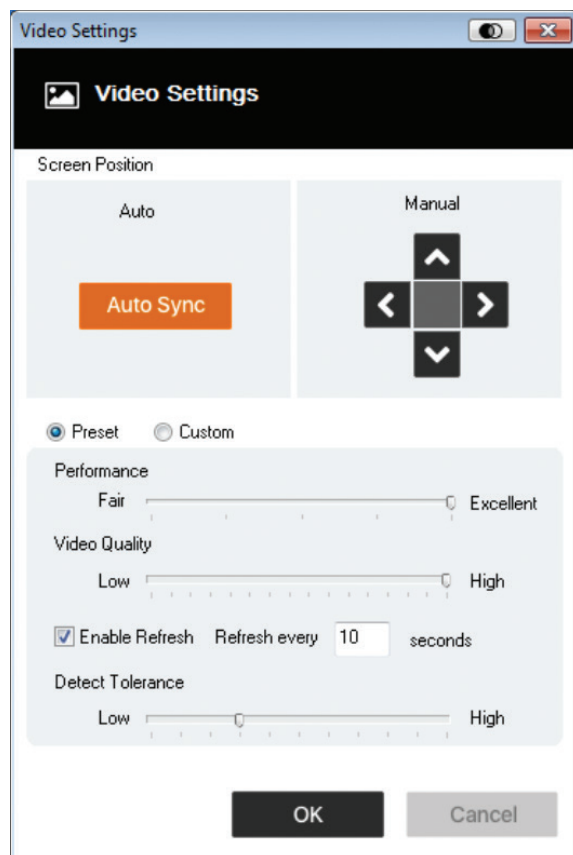 Video Settings
Video Settings
Screen Position
Auto
Manual
Auto Sync
Preset Custom
Performance
Fair Excellent
Video Quality
Low High
Enable Refresh Refresh every 10 seconds
Detect Tolerance
Low High
OK Cancel